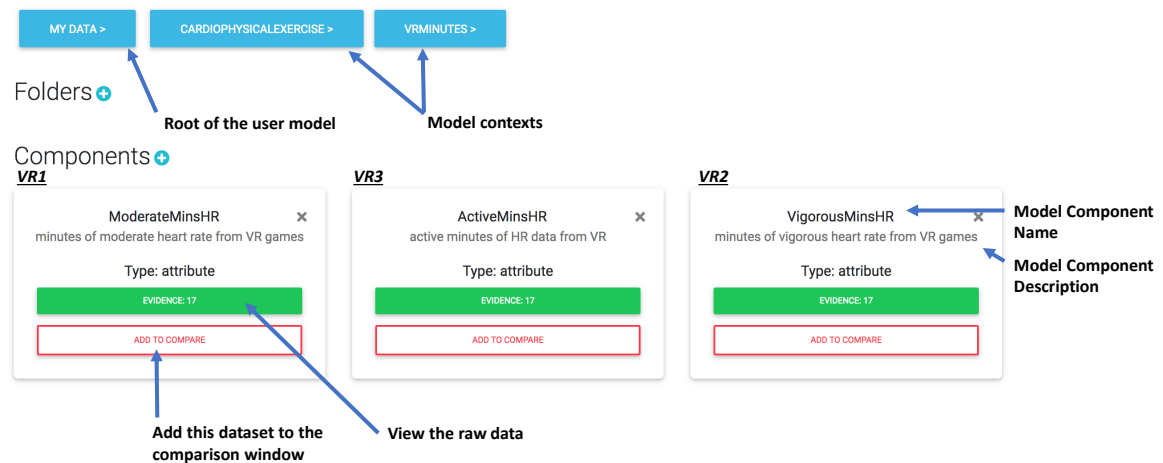 MY DATA >
CARDIOPHYSICALEXERCISE >
VRMINUTES >
Folders
Root of the user model
Model contexts
Components
VR1
VR3
VR2
ModerateMinsHR
minutes of moderate heart rate from VR games
Type: attribute
EVIDENCE: 17
ADD TO COMPARE
ActiveMinsHR
active minutes of HR data from VR
Type: attribute
EVIDENCE: 17
ADD TO COMPARE
VigorousMinsHR
minutes of vigorous heart rate from VR games
Type: attribute
EVIDENCE: 17
ADD TO COMPARE
Model Component
Name
Model Component
Description
Add this dataset to the
comparison window
View the raw data